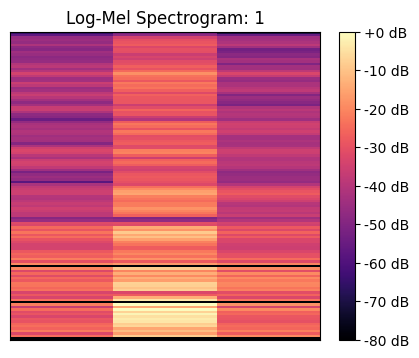 Log-Mel Spectrogram: 1
+0 dB
-10 dB
-20 dB
-30 dB
-40 dB
-50 dB
-60 dB
-70 dB
-80 dB